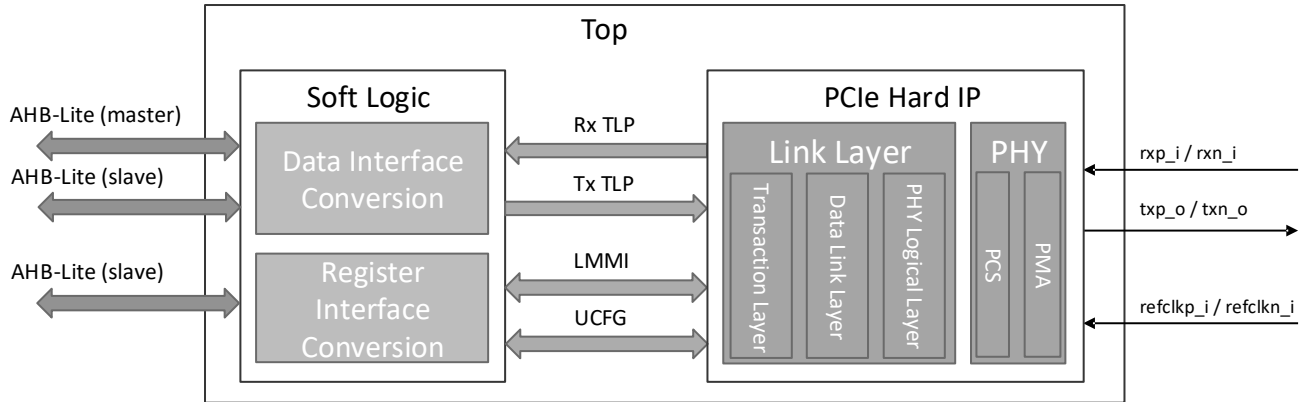 Top
Soft Logic
PCIe Hard IP
AHB-Lite (master)
AHB-Lite (slave)
AHB-Lite (slave)
Data Interface
Conversion
Register
Interface
Conversion
Rx TLP
Tx TLP
LMMI
UCFG
Link Layer
Transaction Layer
Data Link Layer
PHY Logical Layer
PHY
PCS
PMA
rxp_i / rxn_i
txp_o / txn_o
refclkp_i / refclkn_i